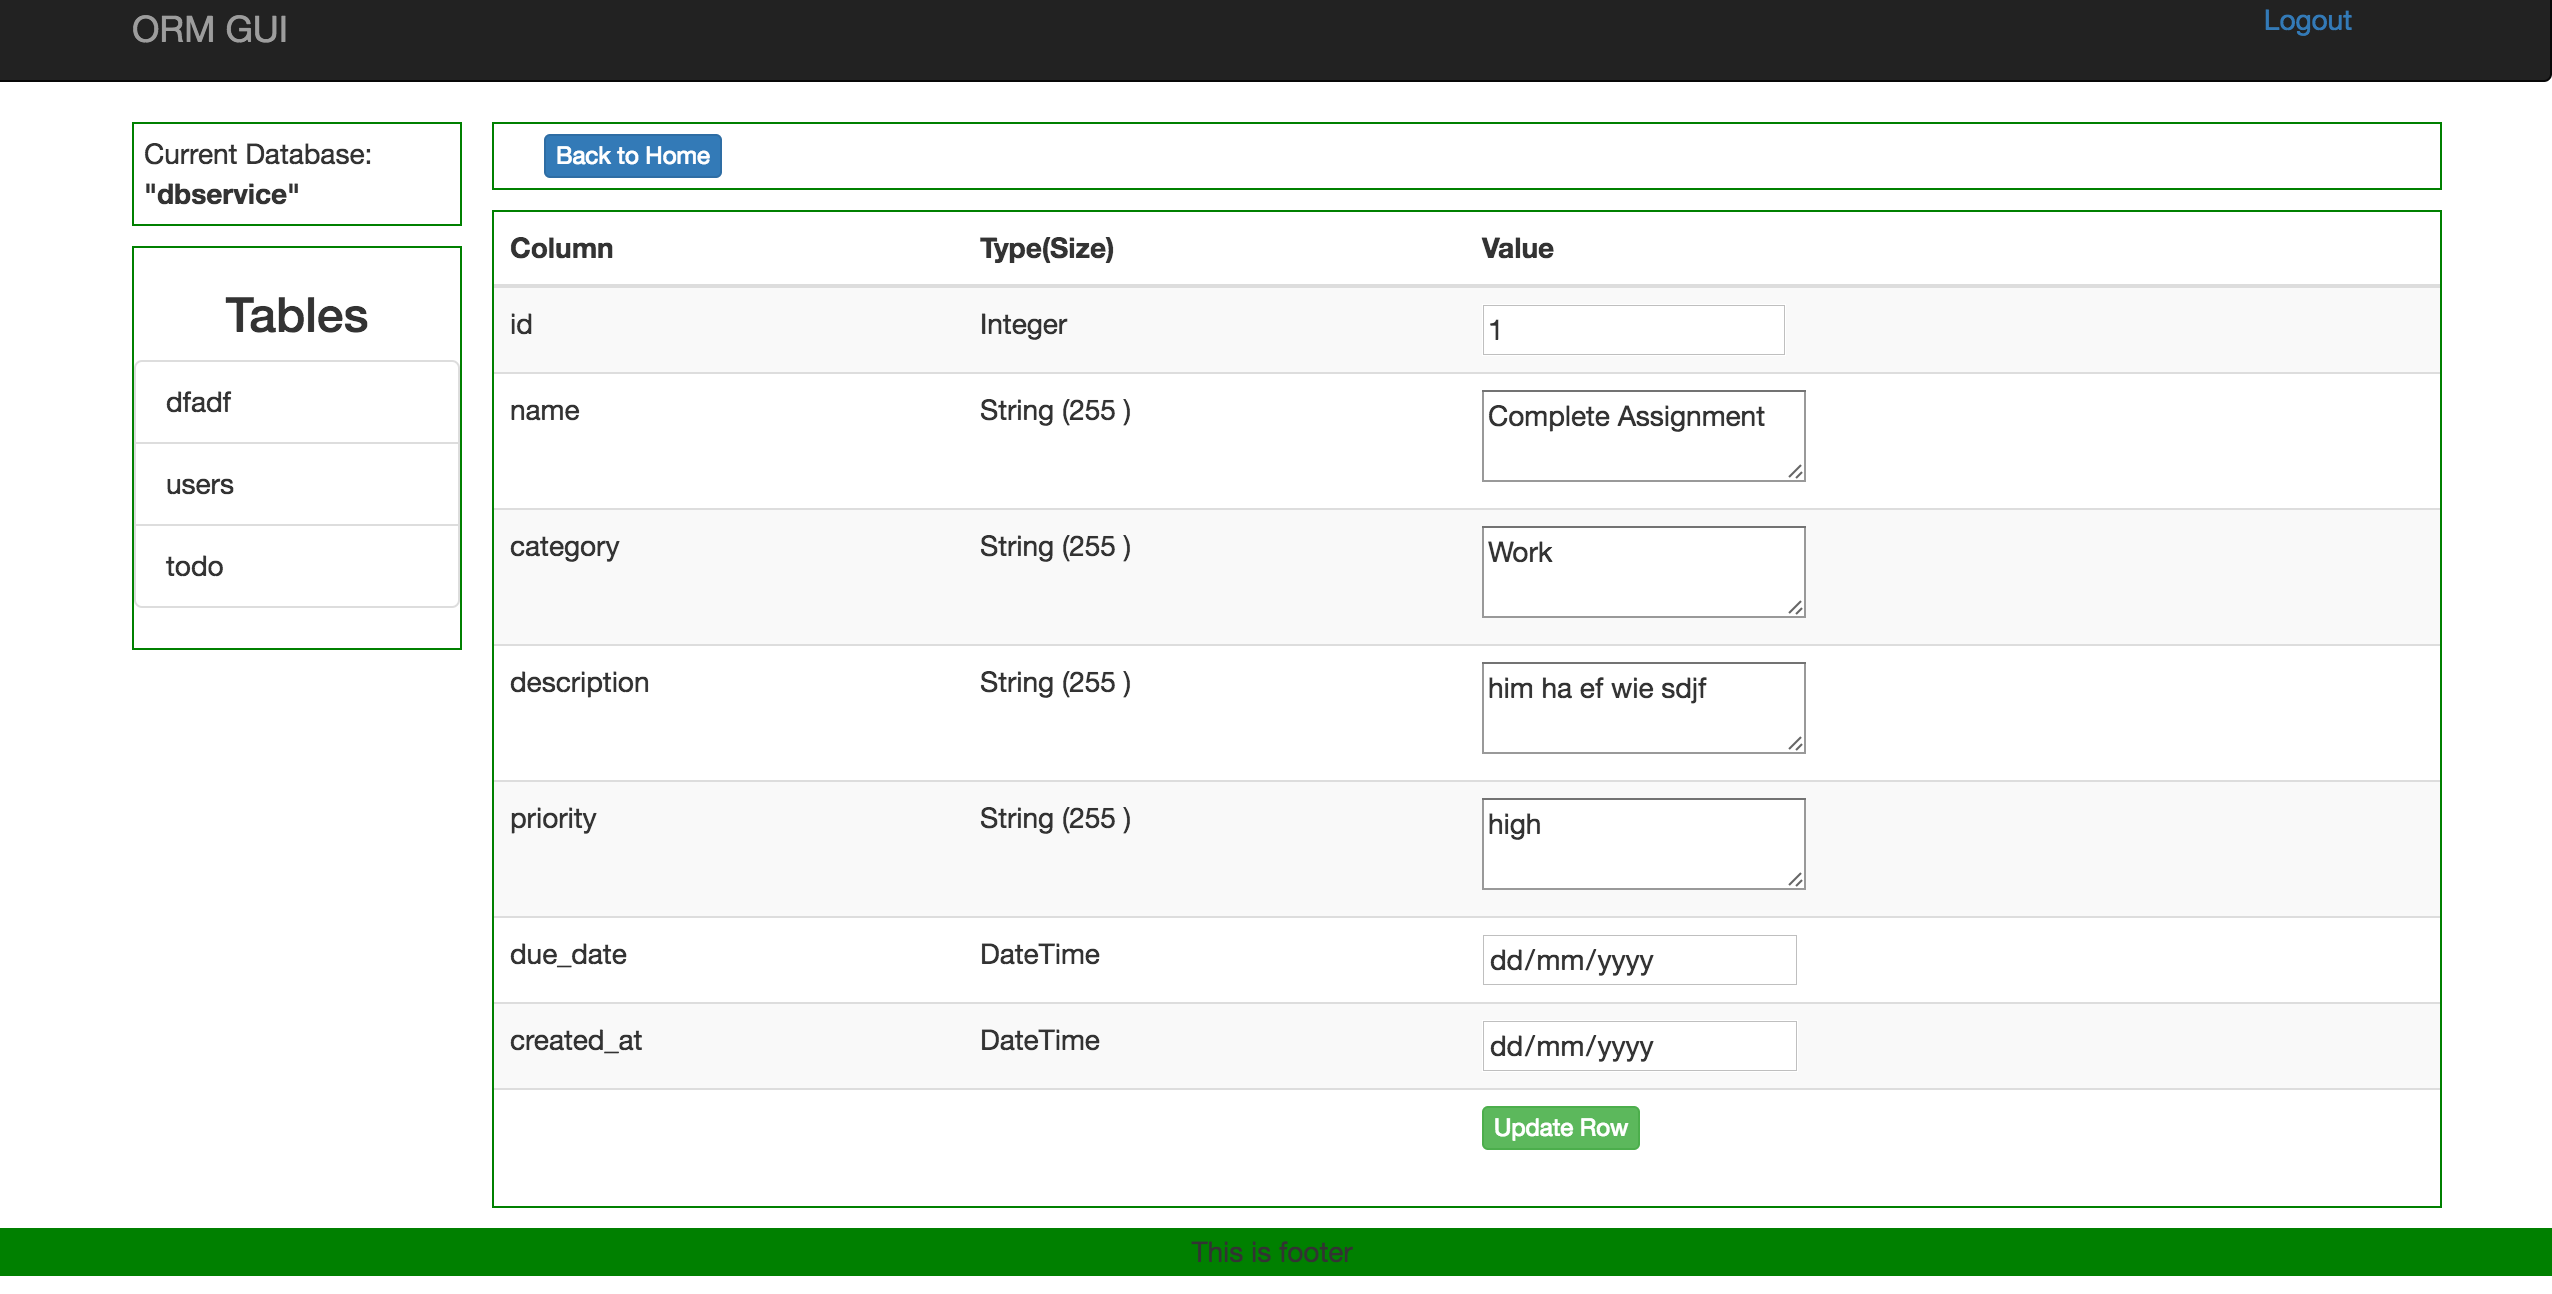 ORM GUI
Logout
Current Database:
"dbservice"
Tables
dfadf
users
todo
Back to Home
Column Type(Size) Value
id Integer 1
name String (255 ) Complete Assignment
category String (255 ) Work
description String (255 ) him ha ef wie sdjf
priority String (255 ) high
due_date DateTime dd/mm/yyyy
created_at DateTime dd/mm/yyyy
Update Row
This is footer